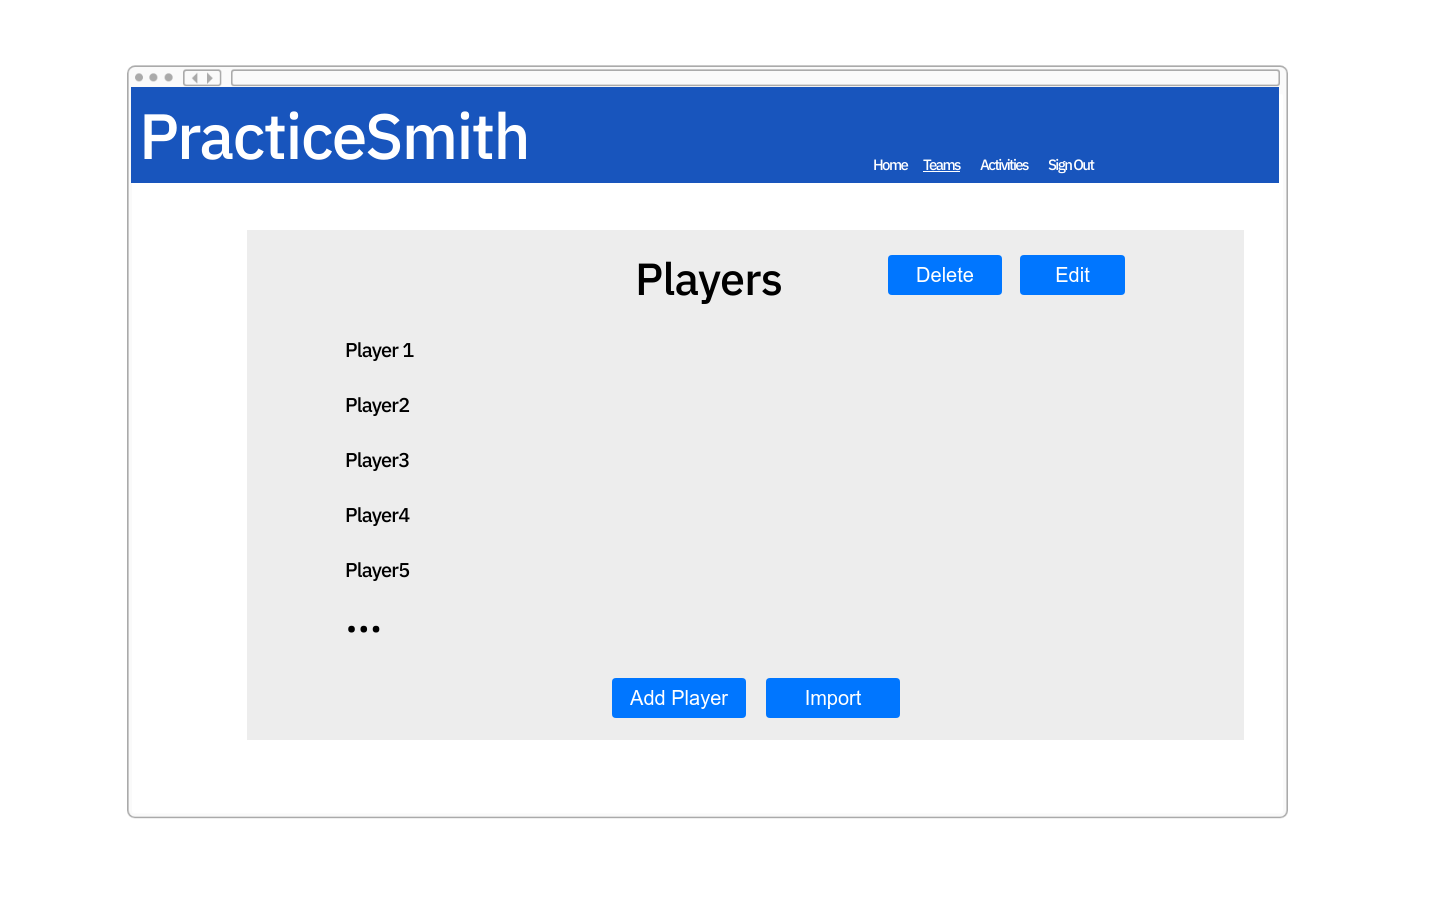 PracticeSmith
Home Teams Activities Sign Out
Players
Delete Edit
Player 1
Player2
Player3
Player4
Player5
...
Add Player Import